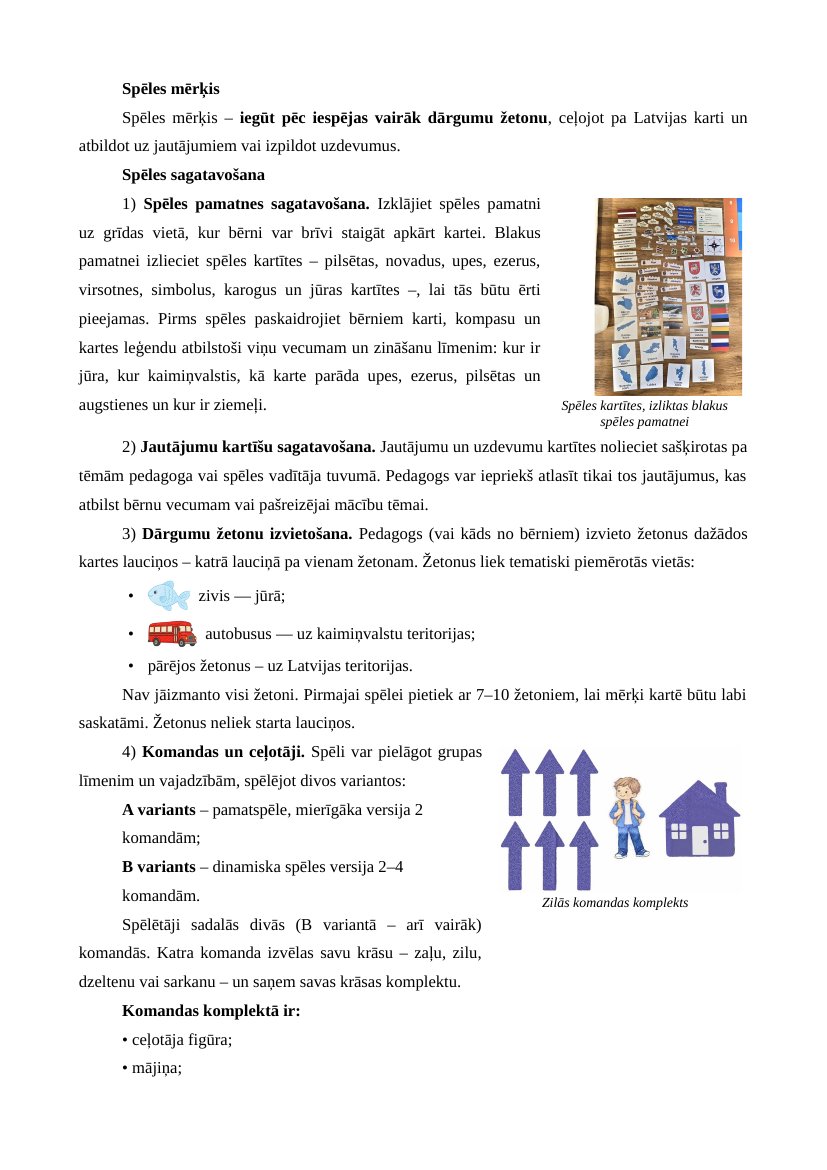 Spēles mērķis
Spēles mērķis – iegūt pēc iespējas vairāk dārgumu žetonu, ceļojot pa Latvijas karti un
atbildot uz jautājumiem vai izpildot uzdevumus.
Spēles sagatavošana
1) Spēles pamatnes sagatavošana. Izklājiet spēles pamatni
uz grīdas vietā, kur bērni var brīvi staigāt apkārt kartei. Blakus
pamatnei izlieciet spēles kartītes – pilsētas, novadus, upes, ezerus,
virsotnes, simbolus, karogus un jūras kartītes –, lai tās būtu ērti
pieejamas. Pirms spēles paskaidrojiet bērniem karti, kompasu un
kartes leģendu atbilstoši viņu vecumam un zināšanu līmenim: kur ir
jūra, kur kaimiņvalstis, kā karte parāda upes, ezerus, pilsētas un
augstienes un kur ir ziemeļi.
Spēles kartītes, izliktas blakus
spēles pamatnei
2) Jautājumu kartīšu sagatavošana. Jautājumu un uzdevumu kartītes nolieciet sašķirotas pa
tēmām pedagoga vai spēles vadītāja tuvumā. Pedagogs var iepriekš atlasīt tikai tos jautājumus, kas
atbilst bērnu vecumam vai pašreizējai mācību tēmai.
3) Dārgumu žetonu izvietošana. Pedagogs (vai kāds no bērniem) izvieto žetonus dažādos
kartes lauciņos – katrā lauciņā pa vienam žetonam. Žetonus liek tematiski piemērotās vietās:
• zivis — jūrā;
• autobusus — uz kaimiņvalstu teritorijas;
• pārējos žetonus – uz Latvijas teritorijas.
Nav jāizmanto visi žetoni. Pirmajai spēlei pietiek ar 7–10 žetoniem, lai mērķi kartē būtu labi
saskatāmi. Žetonus neliek starta lauciņos.
4) Komandas un ceļotāji. Spēli var pielāgot grupas
līmenim un vajadzībām, spēlējot divos variantos:
A variants – pamatspēle, mierīgāka versija 2
komandām;
B variants – dinamiska spēles versija 2–4
komandām.
Zilās komandas komplekts
Spēlētāji sadalās divās (B variantā – arī vairāk)
komandās. Katra komanda izvēlas savu krāsu – zaļu, zilu,
dzeltenu vai sarkanu – un saņem savas krāsas komplektu.
Komandas komplektā ir:
• ceļotāja figūra;
• mājiņa;